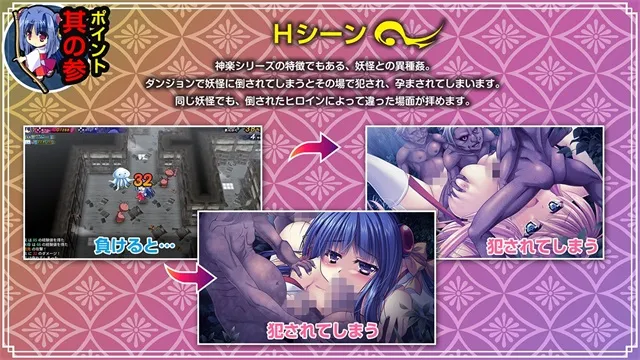 ポイント
其の参
Hシーン
神楽シリーズの特徴でもある、妖怪との異種姦。
ダンジョンで妖怪に倒されてしまうとその場で犯され、孕まされてしまいます。
同じ妖怪でも、倒されたヒロインによって違った場面が拝めます。
32
負けると…
犯されてしまう
犯されてしまう